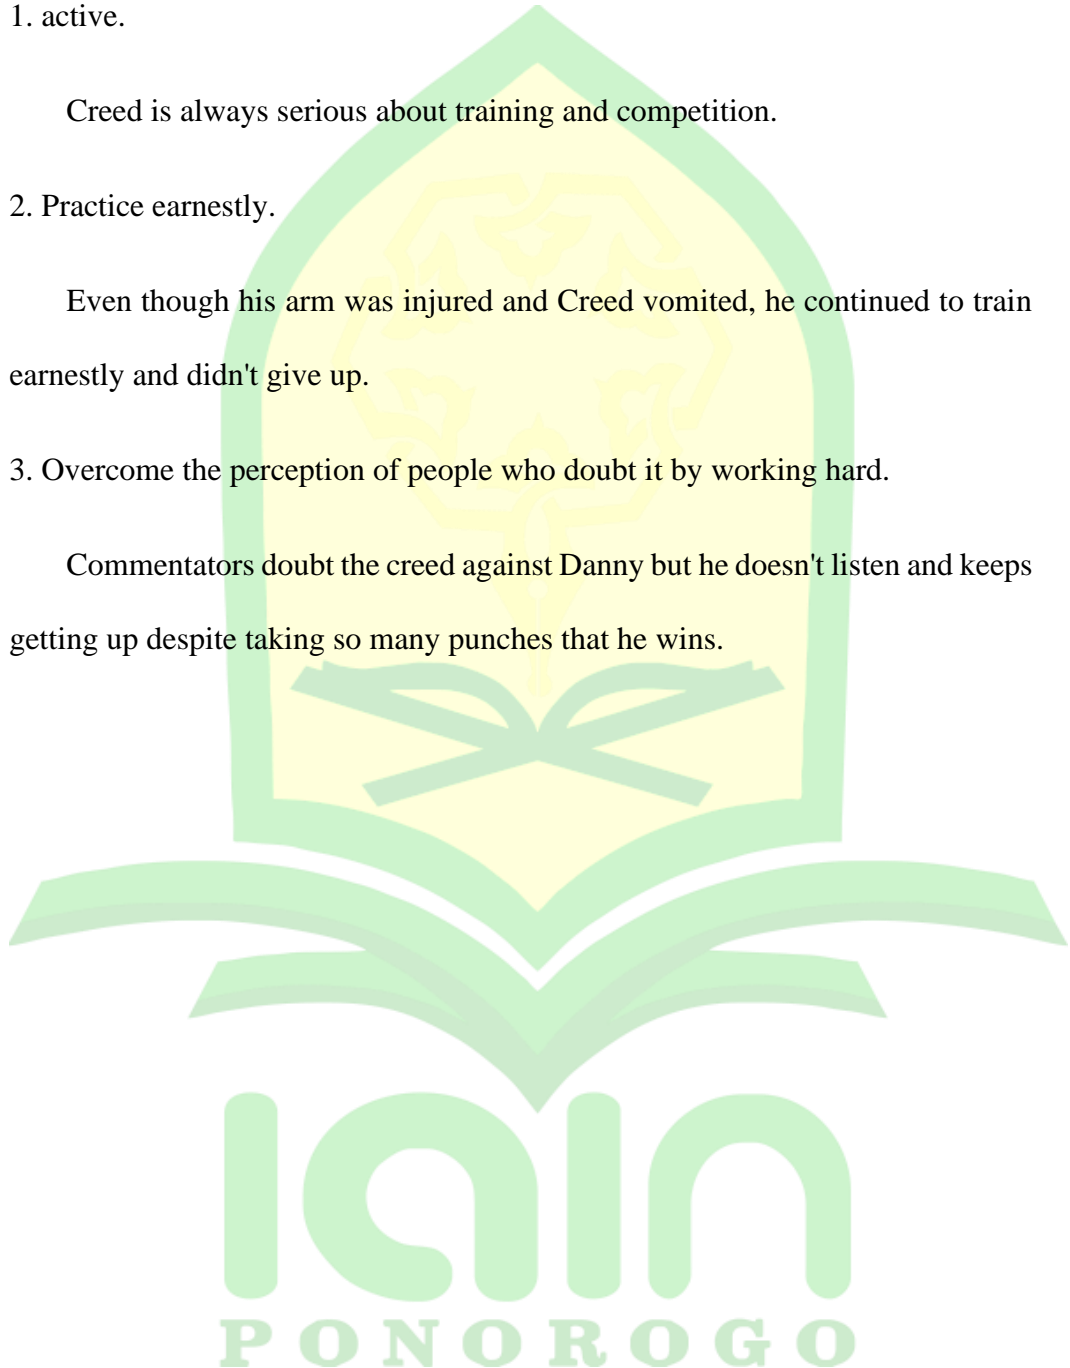 1. active.
Creed is always serious about training and competition.
2. Practice earnestly.
Even though his arm was injured and Creed vomited, he continued to train
earnestly and didn't give up.
3. Overcome the perception of people who doubt it by working hard.
Commentators doubt the creed against Danny but he doesn't listen and keeps
getting up despite taking so many punches that he wins.
IAIN
PONOROGO